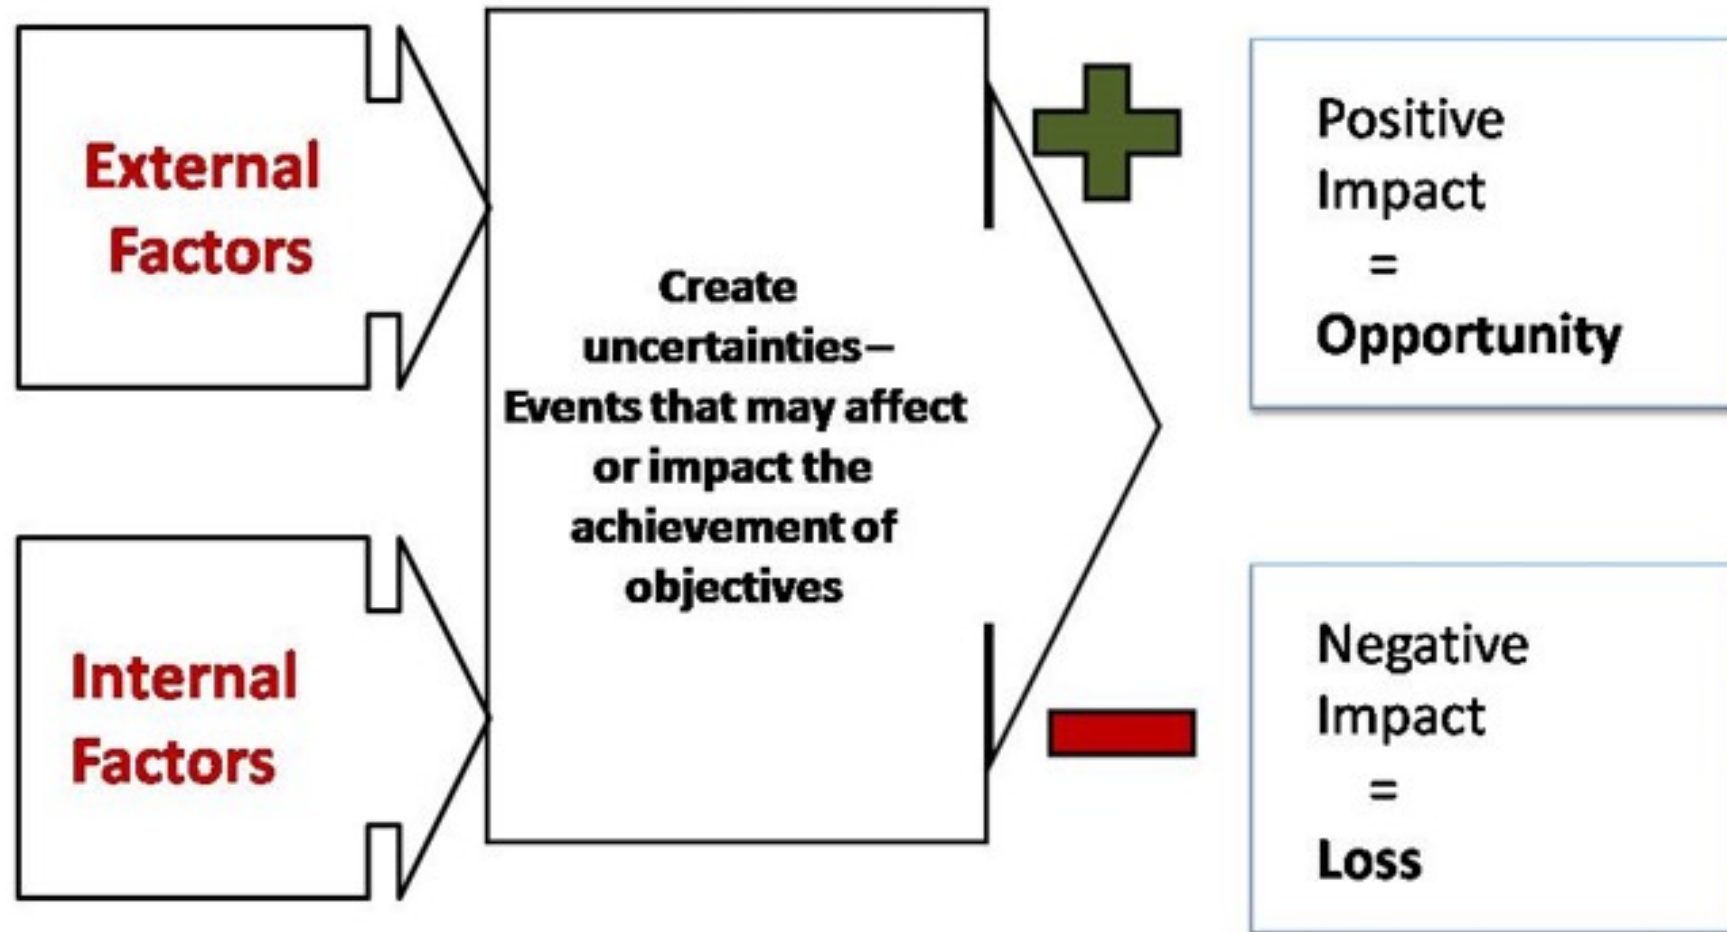 External
Factors
Create
uncertainties–
Events that may affect
or impact the
achievement of
objectives
Positive
Impact
=
Opportunity
Internal
Factors
Negative
Impact
=
Loss